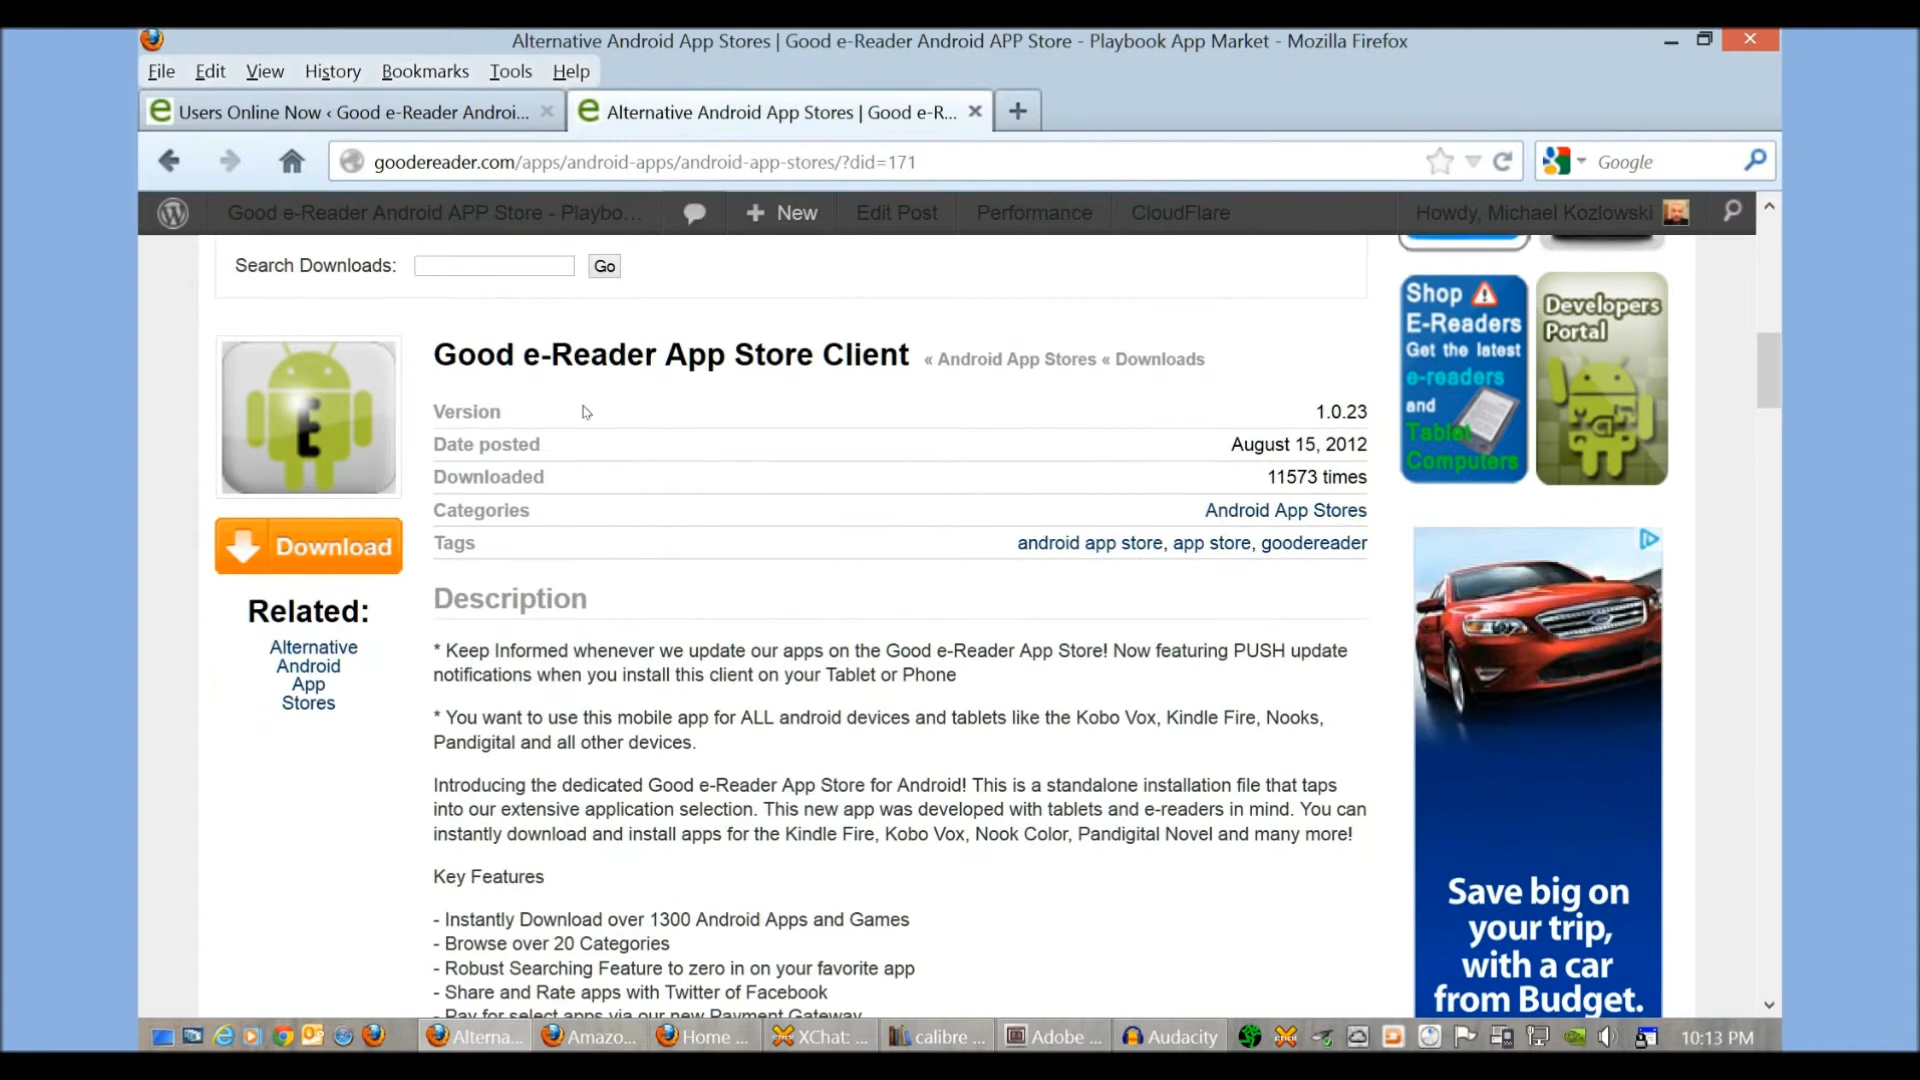 Alternative Android App Stores | Good e-Reader Android APP Store - Playbook App Market - Mozilla Firefox
File Edit View History Bookmarks Tools Help
Users Online Now ‹ Good e-Reader Androi...
Alternative Android App Stores | Good e-R...
goodereader.com/apps/android-apps/android-app-stores/?did=171
Google
Good e-Reader Android APP Store - Playbo...
+ New
Edit Post
Performance
CloudFlare
Howdy, Michael Kozlowski
Search Downloads:
Go
Good e-Reader App Store Client « Android App Stores « Downloads
Version 1.0.23
Date posted August 15, 2012
Downloaded 11573 times
Categories Android App Stores
Tags android app store, app store, goodereader
E
Download
Related:
Alternative
Android
App
Stores
Description
* Keep Informed whenever we update our apps on the Good e-Reader App Store! Now featuring PUSH update
notifications when you install this client on your Tablet or Phone
* You want to use this mobile app for ALL android devices and tablets like the Kobo Vox, Kindle Fire, Nooks,
Pandigital and all other devices.
Introducing the dedicated Good e-Reader App Store for Android! This is a standalone installation file that taps
into our extensive application selection. This new app was developed with tablets and e-readers in mind. You can
instantly download and install apps for the Kindle Fire, Kobo Vox, Nook Color, Pandigital Novel and many more!
Key Features
- Instantly Download over 1300 Android Apps and Games
- Browse over 20 Categories
- Robust Searching Feature to zero in on your favorite app
- Share and Rate apps with Twitter of Facebook
- Pay for select apps via our new Payment Gateway
Shop
E-Readers
Get the latest
e-readers
and
Tablet
Computers
Developers
Portal
Save big on
your trip,
with a car
from Budget.
Alterna...
Amazo...
Home ...
XChat: ...
calibre ...
Adobe ...
Audacity
10:13 PM